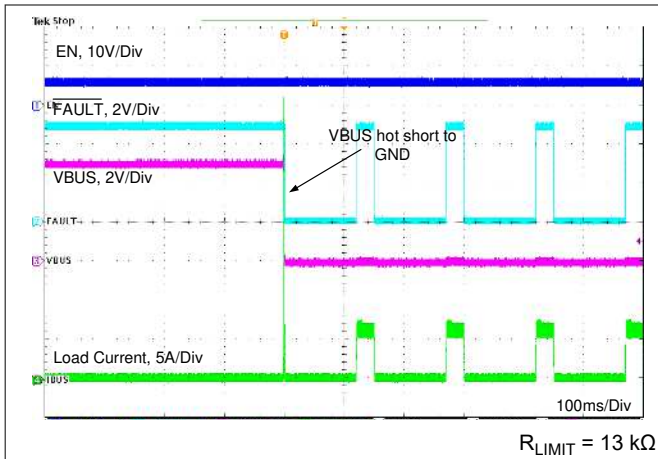 Tek Stop
EN, 10V/Div
FAULT, 2V/Div
VBUS hot short to
GND
VBUS, 2V/Div
FAULT
VBUS
Load Current, 5A/Div
IBUS
100ms/Div
R_LIMIT = 13 kΩ